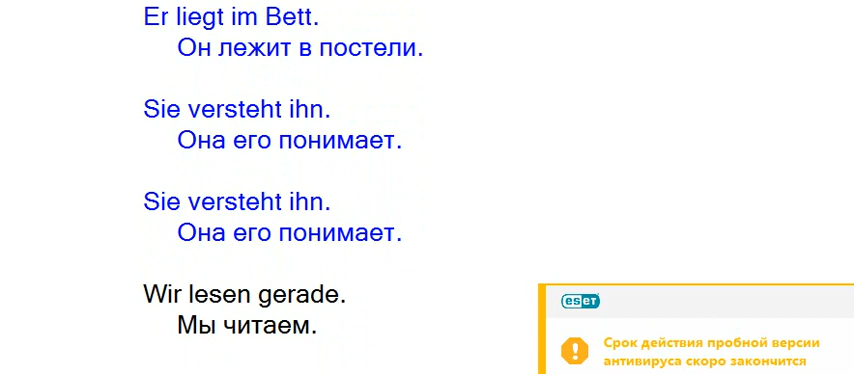 Er liegt im Bett.
Он лежит в постели.
Sie versteht ihn.
Она его понимает.
Sie versteht ihn.
Она его понимает.
Wir lesen gerade.
Мы читаем.
eset
Срок действия пробной версии
антивируса скоро закончится